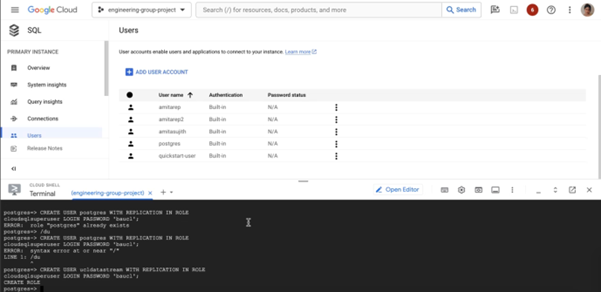 Google Cloud
engineering-group-project
Search (/) for resources, docs, products, and more
Search
6
SQL
Users
PRIMARY INSTANCE
User accounts enable users and applications to connect to your instance. Learn more
Overview
ADD USER ACCOUNT
System insights
User name
Authentication
Password status
Query insights
amitarep
Built-in
N/A
Connections
amitarep2
Built-in
N/A
Users
amitasujith
Built-in
N/A
Release Notes
postgres
Built-in
N/A
quickstart-user
Built-in
N/A
CLOUD SHELL
Terminal
(engineering-group-project)
Open Editor
postgres=> CREATE USER postgres WITH REPLICATION IN ROLE
cloudsqlsuperuser LOGIN PASSWORD 'baucl';
ERROR: role "postgres" already exists
postgres=> /du
postgres-> CREATE USER postgres WITH REPLICATION IN ROLE
cloudsqlsuperuser LOGIN PASSWORD 'baucl';
ERROR: syntax error at or near "/"
LINE 1: /du
^
postgres=> CREATE USER ucldatastream WITH REPLICATION IN ROLE
cloudsqlsuperuser LOGIN PASSWORD 'baucl';
CREATE ROLE
postgres=>